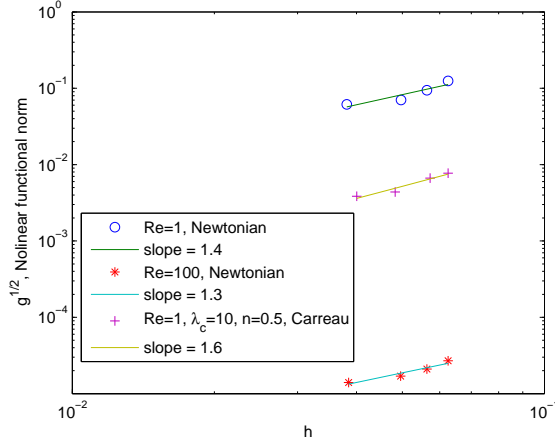 10^0
10^-1
10^-2
10^-3
10^-4
g^1/2, Nolinear functional norm
Re=1, Newtonian
slope = 1.4
Re=100, Newtonian
slope = 1.3
Re=1, λ_c=10, n=0.5, Carreau
slope = 1.6
10^-2
10^-1
h